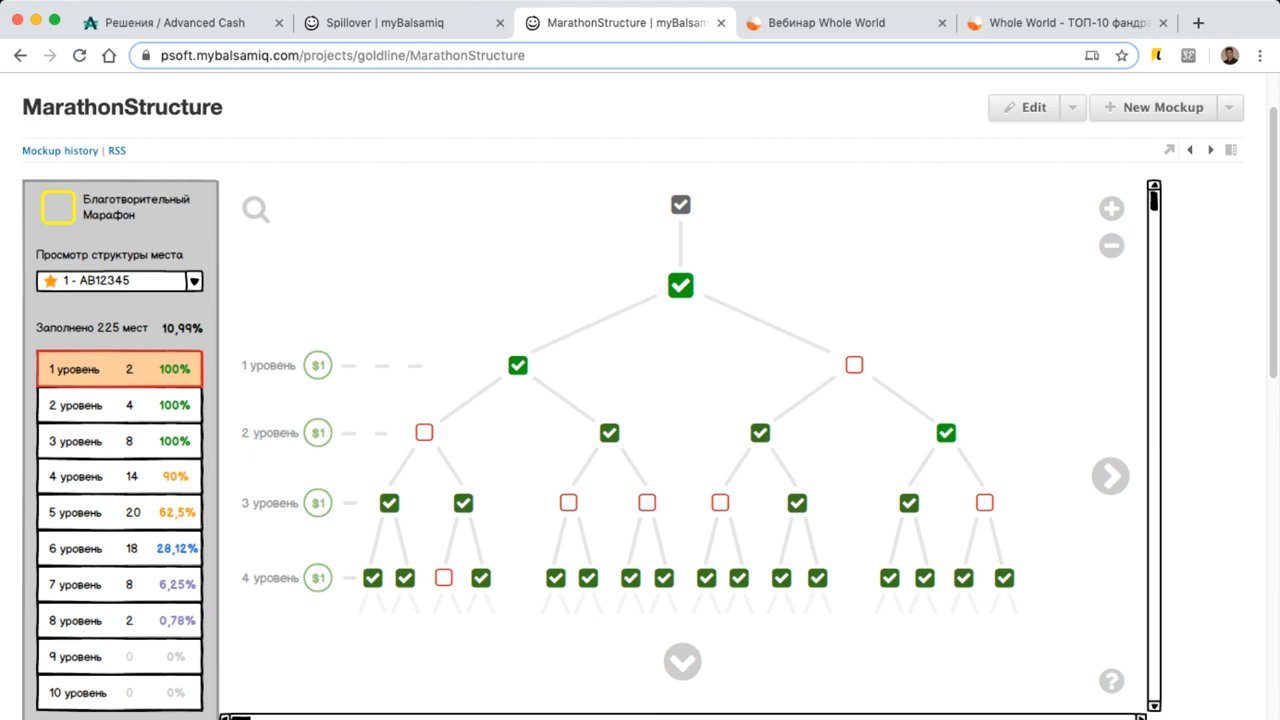 Решения / Advanced Cash
Spillover | myBalsamiq
MarathonStructure | myBalsam
Вебинар Whole World
Whole World - ТОП-10 фандра
psoft.mybalsamiq.com/projects/goldline/MarathonStructure
MarathonStructure
Edit
New Mockup
Mockup history | RSS
Благотворительный
Марафон
Просмотр структуры места
1 - AB12345
Заполнено 225 мест 10,99%
1 уровень 2 100%
2 уровень 4 100%
3 уровень 8 100%
4 уровень 14 90%
5 уровень 20 62,5%
6 уровень 18 28,12%
7 уровень 8 6,25%
8 уровень 2 0,78%
9 уровень 0 0%
10 уровень 0 0%
1 уровень $1
2 уровень $1
3 уровень $1
4 уровень $1